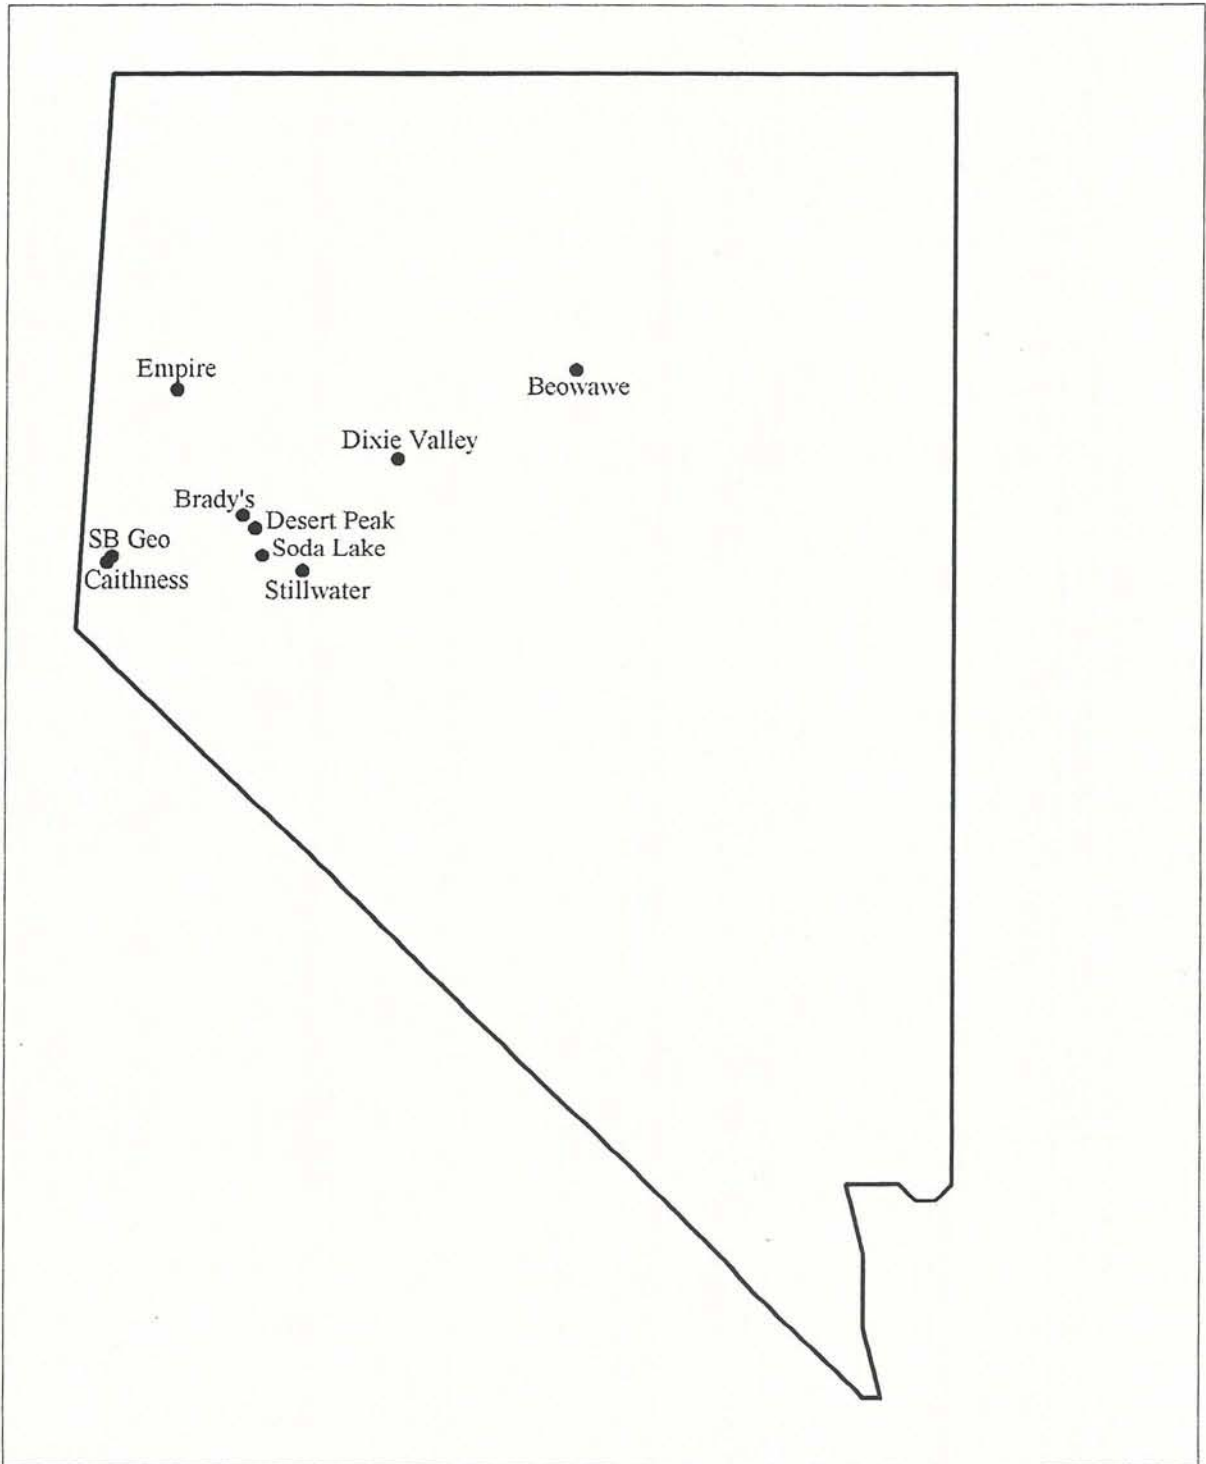 Empire
Beowawe
Dixie Valley
Brady's
Desert Peak
SB Geo
Soda Lake
Caithness
Stillwater